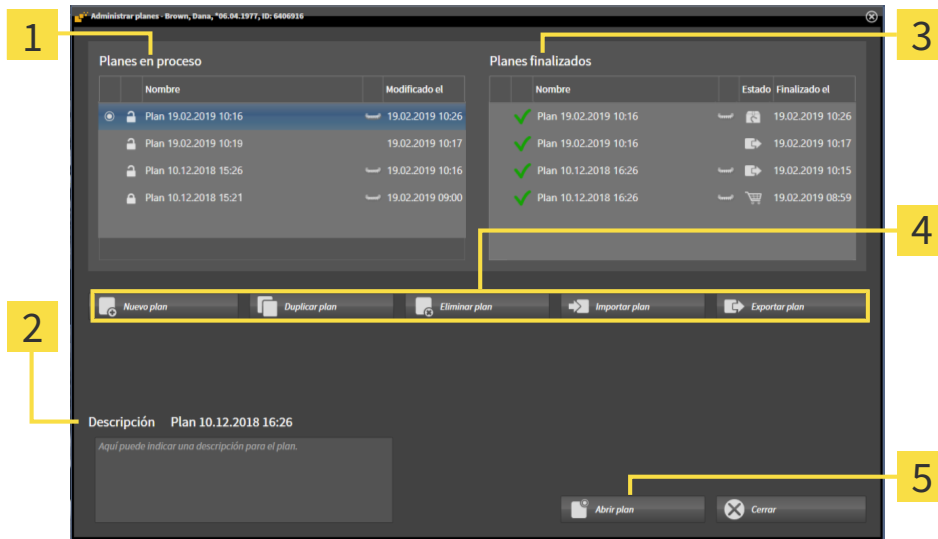 Administrar planes - Brown, Dana, *06.04.1977, ID: 6406916
1
3
Planes en proceso
Nombre Modificado el
Plan 19.02.2019 10:16 19.02.2019 10:26
Plan 19.02.2019 10:19 19.02.2019 10:17
Plan 10.12.2018 15:26 19.02.2019 10:16
Plan 10.12.2018 15:21 19.02.2019 09:00
Planes finalizados
Nombre Estado Finalizado el
Plan 19.02.2019 10:16 19.02.2019 10:26
Plan 19.02.2019 10:16 19.02.2019 10:17
Plan 10.12.2018 16:26 19.02.2019 10:15
Plan 10.12.2018 16:26 19.02.2019 08:59
4
Nuevo plan
Duplicar plan
Eliminar plan
Importar plan
Exportar plan
2
Descripción Plan 10.12.2018 16:26
Aquí puede indicar una descripción para el plan.
5
Abrir plan
Cerrar